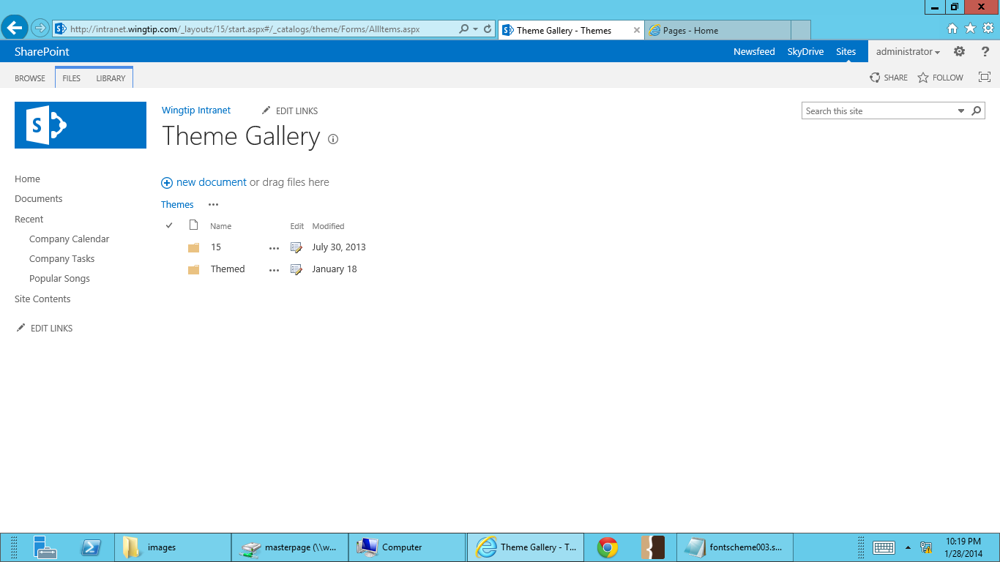 http://intranet.wingtip.com/_layouts/15/start.aspx#/_catalogs/theme/Forms/AllItems.aspx
Theme Gallery - Themes
Pages - Home
SharePoint
Newsfeed
SkyDrive
Sites
administrator
?
BROWSE
FILES
LIBRARY
SHARE
FOLLOW
S
Wingtip Intranet
EDIT LINKS
Search this site
Theme Gallery
Home
Documents
Recent
Company Calendar
Company Tasks
Popular Songs
Site Contents
EDIT LINKS
new document or drag files here
Themes
Name
Edit
Modified
15
July 30, 2013
Themed
January 18
images
masterpage (\\w...
Computer
Theme Gallery - T...
fontscheme003.s...
10:19 PM
1/28/2014